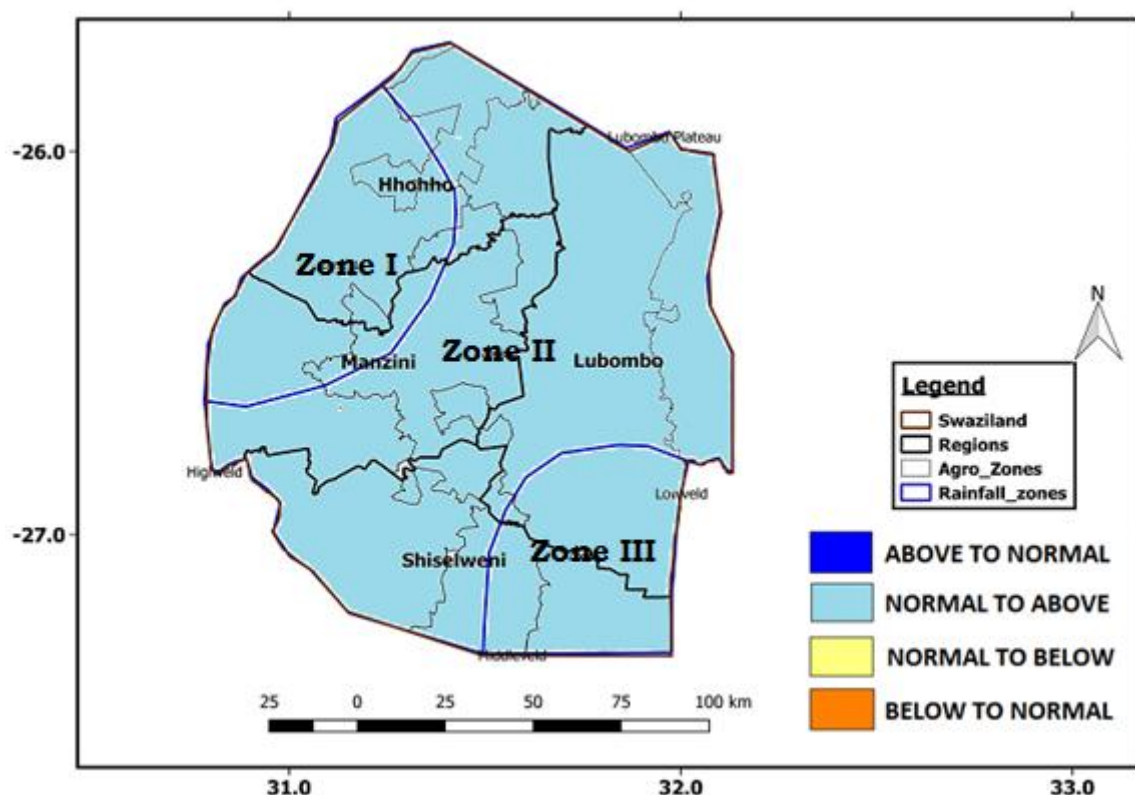 Lubombo Plateau
-26.0
Hhohho
Zone I
Zone II
Manzini
Lubombo
N
Legend
Swaziland
Regions
Agro_Zones
Rainfall_zones
Highveld
Lowveld
-27.0
Shiselweni
Zone III
ABOVE TO NORMAL
NORMAL TO ABOVE
NORMAL TO BELOW
BELOW TO NORMAL
Middleveld
25 0 25 50 75 100 km
31.0 32.0 33.0